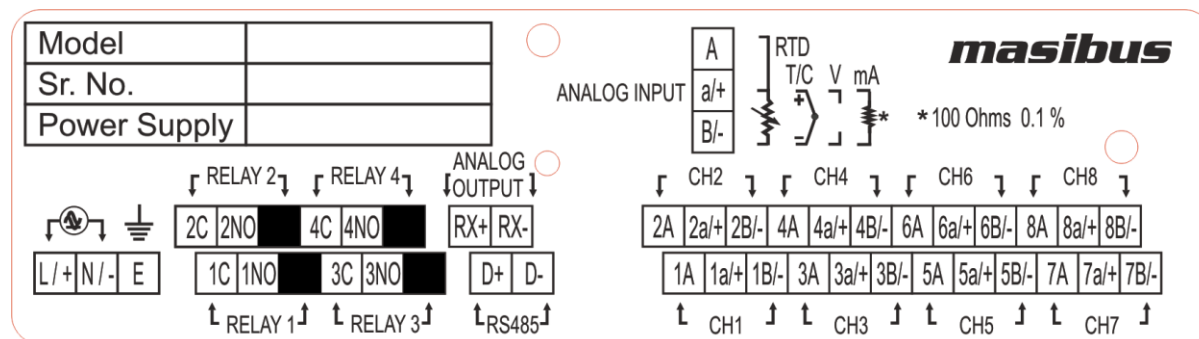 Model
Sr. No.
Power Supply
ANALOG INPUT
A
a/+
B/-
RTD
T/C V mA
+
-
*
* 100 Ohms 0.1 %
masibus
RELAY 2 RELAY 4 ANALOG OUTPUT
2C 2NO 4C 4NO RX+ RX-
L/+ N/- E
1C 1NO 3C 3NO D+ D-
RELAY 1 RELAY 3 RS485
CH2 CH4 CH6 CH8
2A 2a/+ 2B/- 4A 4a/+ 4B/- 6A 6a/+ 6B/- 8A 8a/+ 8B/-
1A 1a/+ 1B/- 3A 3a/+ 3B/- 5A 5a/+ 5B/- 7A 7a/+ 7B/-
CH1 CH3 CH5 CH7